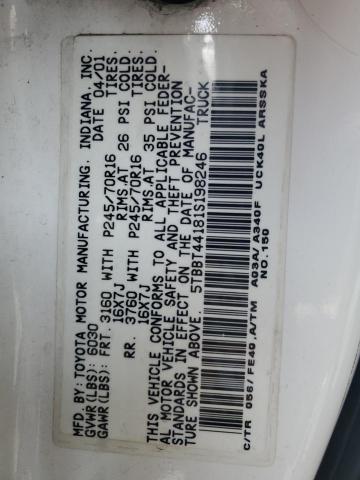 MFD. BY: TOYOTA MOTOR MANUFACTURING, INDIANA, INC.
GVWR(LBS): 6030 DATE 04/01
GAWR(LBS): FRT. 3160 WITH P245/70R16 TIRES,
16X7J RIMS,AT 26 PSI COLD.
RR. 3760 WITH P245/70R16 TIRES,
16X7J RIMS,AT 35 PSI COLD.
THIS VEHICLE CONFORMS TO ALL APPLICABLE FEDER-
AL MOTOR VEHICLE SAFETY AND THEFT PREVENTION
STANDARDS IN EFFECT ON THE DATE OF MANUFAC-
TURE SHOWN ABOVE.
5TBBT44181S198246 TRUCK
C/TR 056/FE40 .A/TM A03A/A340F UCK40L ARSSKA
NO.150